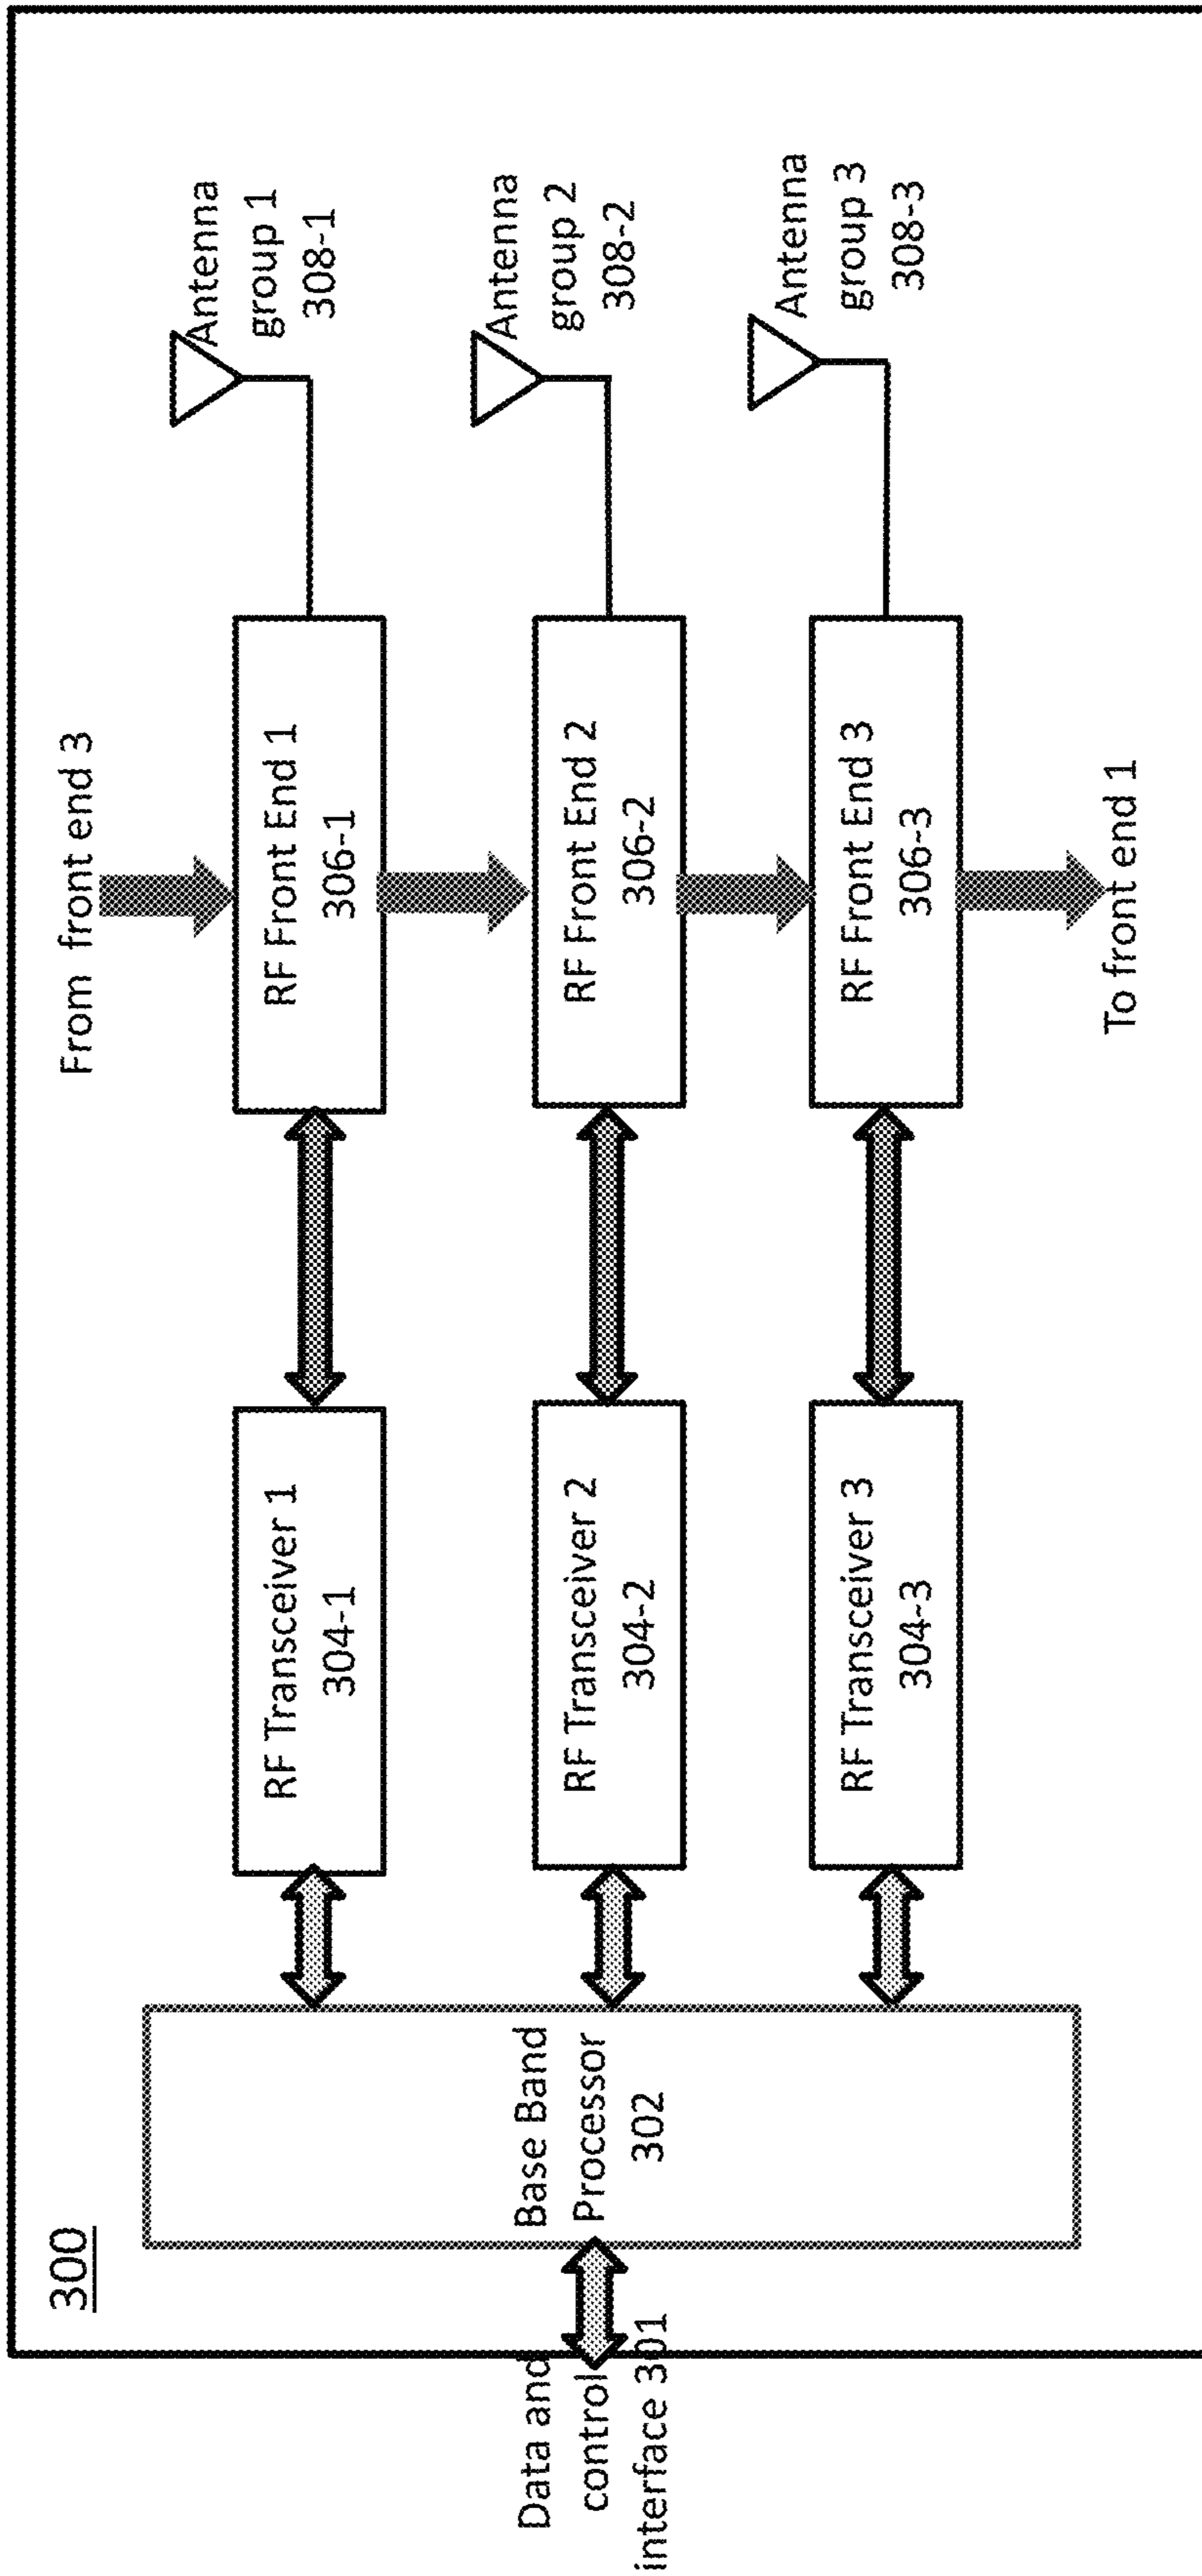 300
Data and
control
interface 301
Base Band
Processor
302
RF Transceiver 1
304-1
RF Transceiver 2
304-2
RF Transceiver 3
304-3
From front end 3
RF Front End 1
306-1
RF Front End 2
306-2
RF Front End 3
306-3
To front end 1
Antenna
group 1
308-1
Antenna
group 2
308-2
Antenna
group 3
308-3